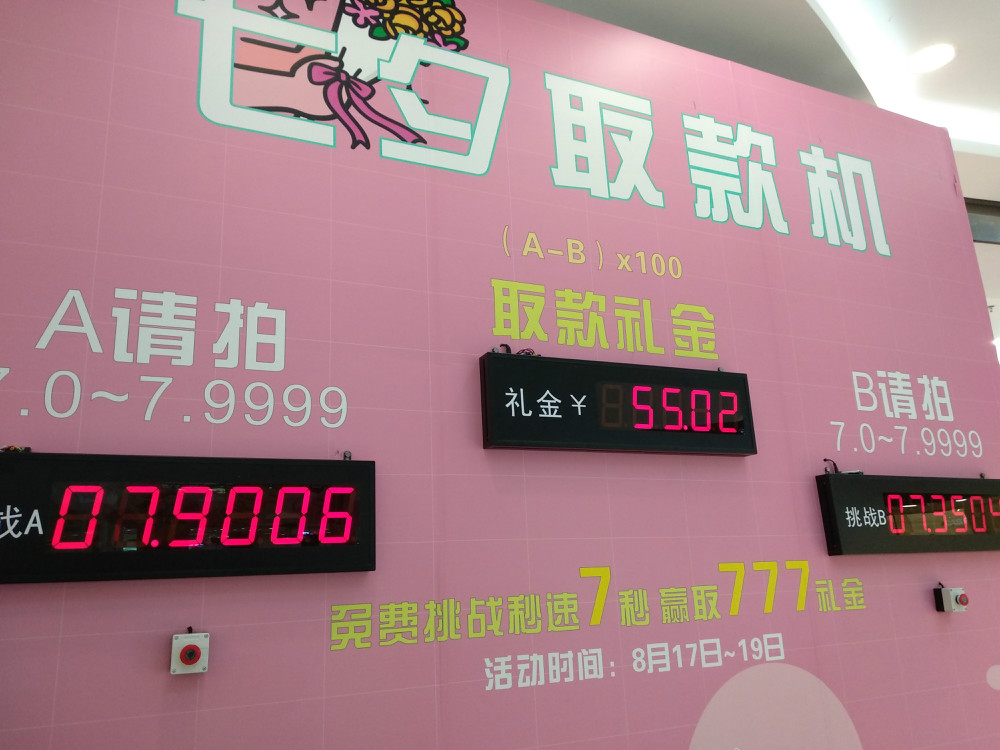 七夕取款机
(A-B)x100
取款礼金
A请拍
7.0~7.9999
礼金¥ 55.02
B请拍
7.0~7.9999
战A 07.9006
挑战B 07.3504
免费挑战秒速7秒 赢取777礼金
活动时间：8月17日~19日